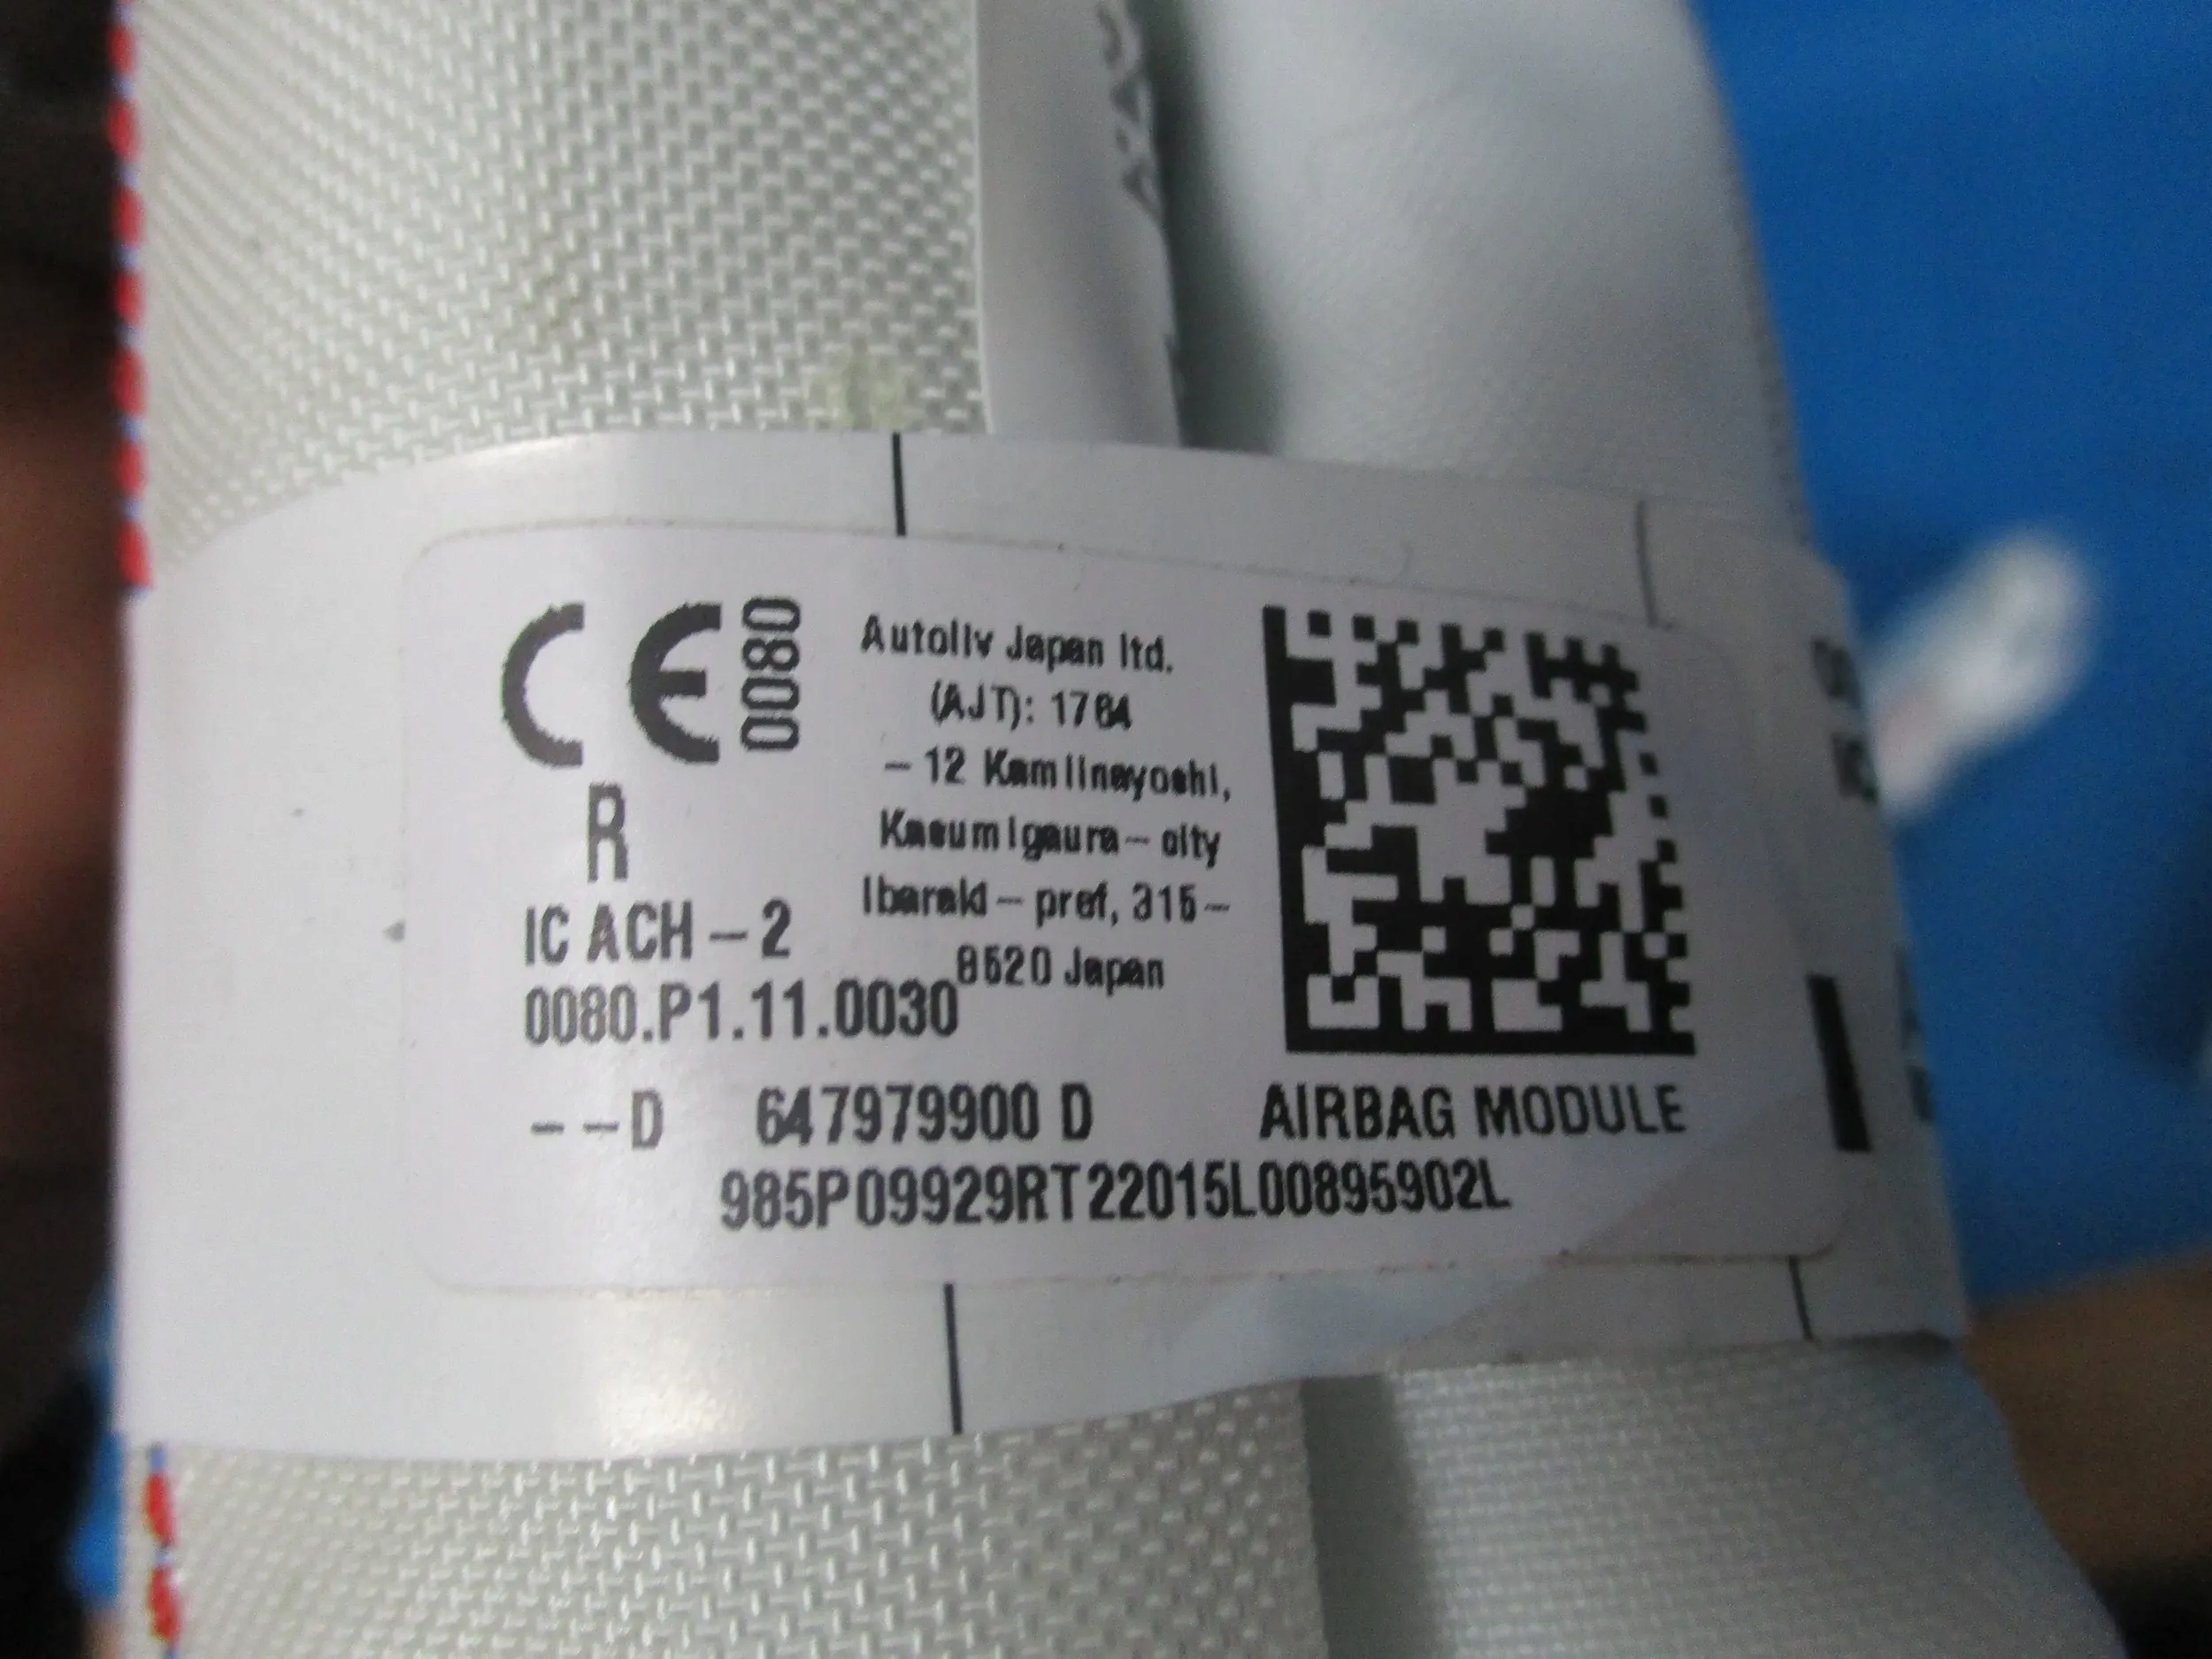 CE 0080
R
IC ACH-2
0080.P1.11.0030
Autoliv Japan ltd.
(AJT): 1764
-12 Kamiinayoshi,
Kasumigaura-city
Ibaraki-pref, 315-
8520 Japan
--D 647979900 D AIRBAG MODULE
985P09929RT22015L00895902L